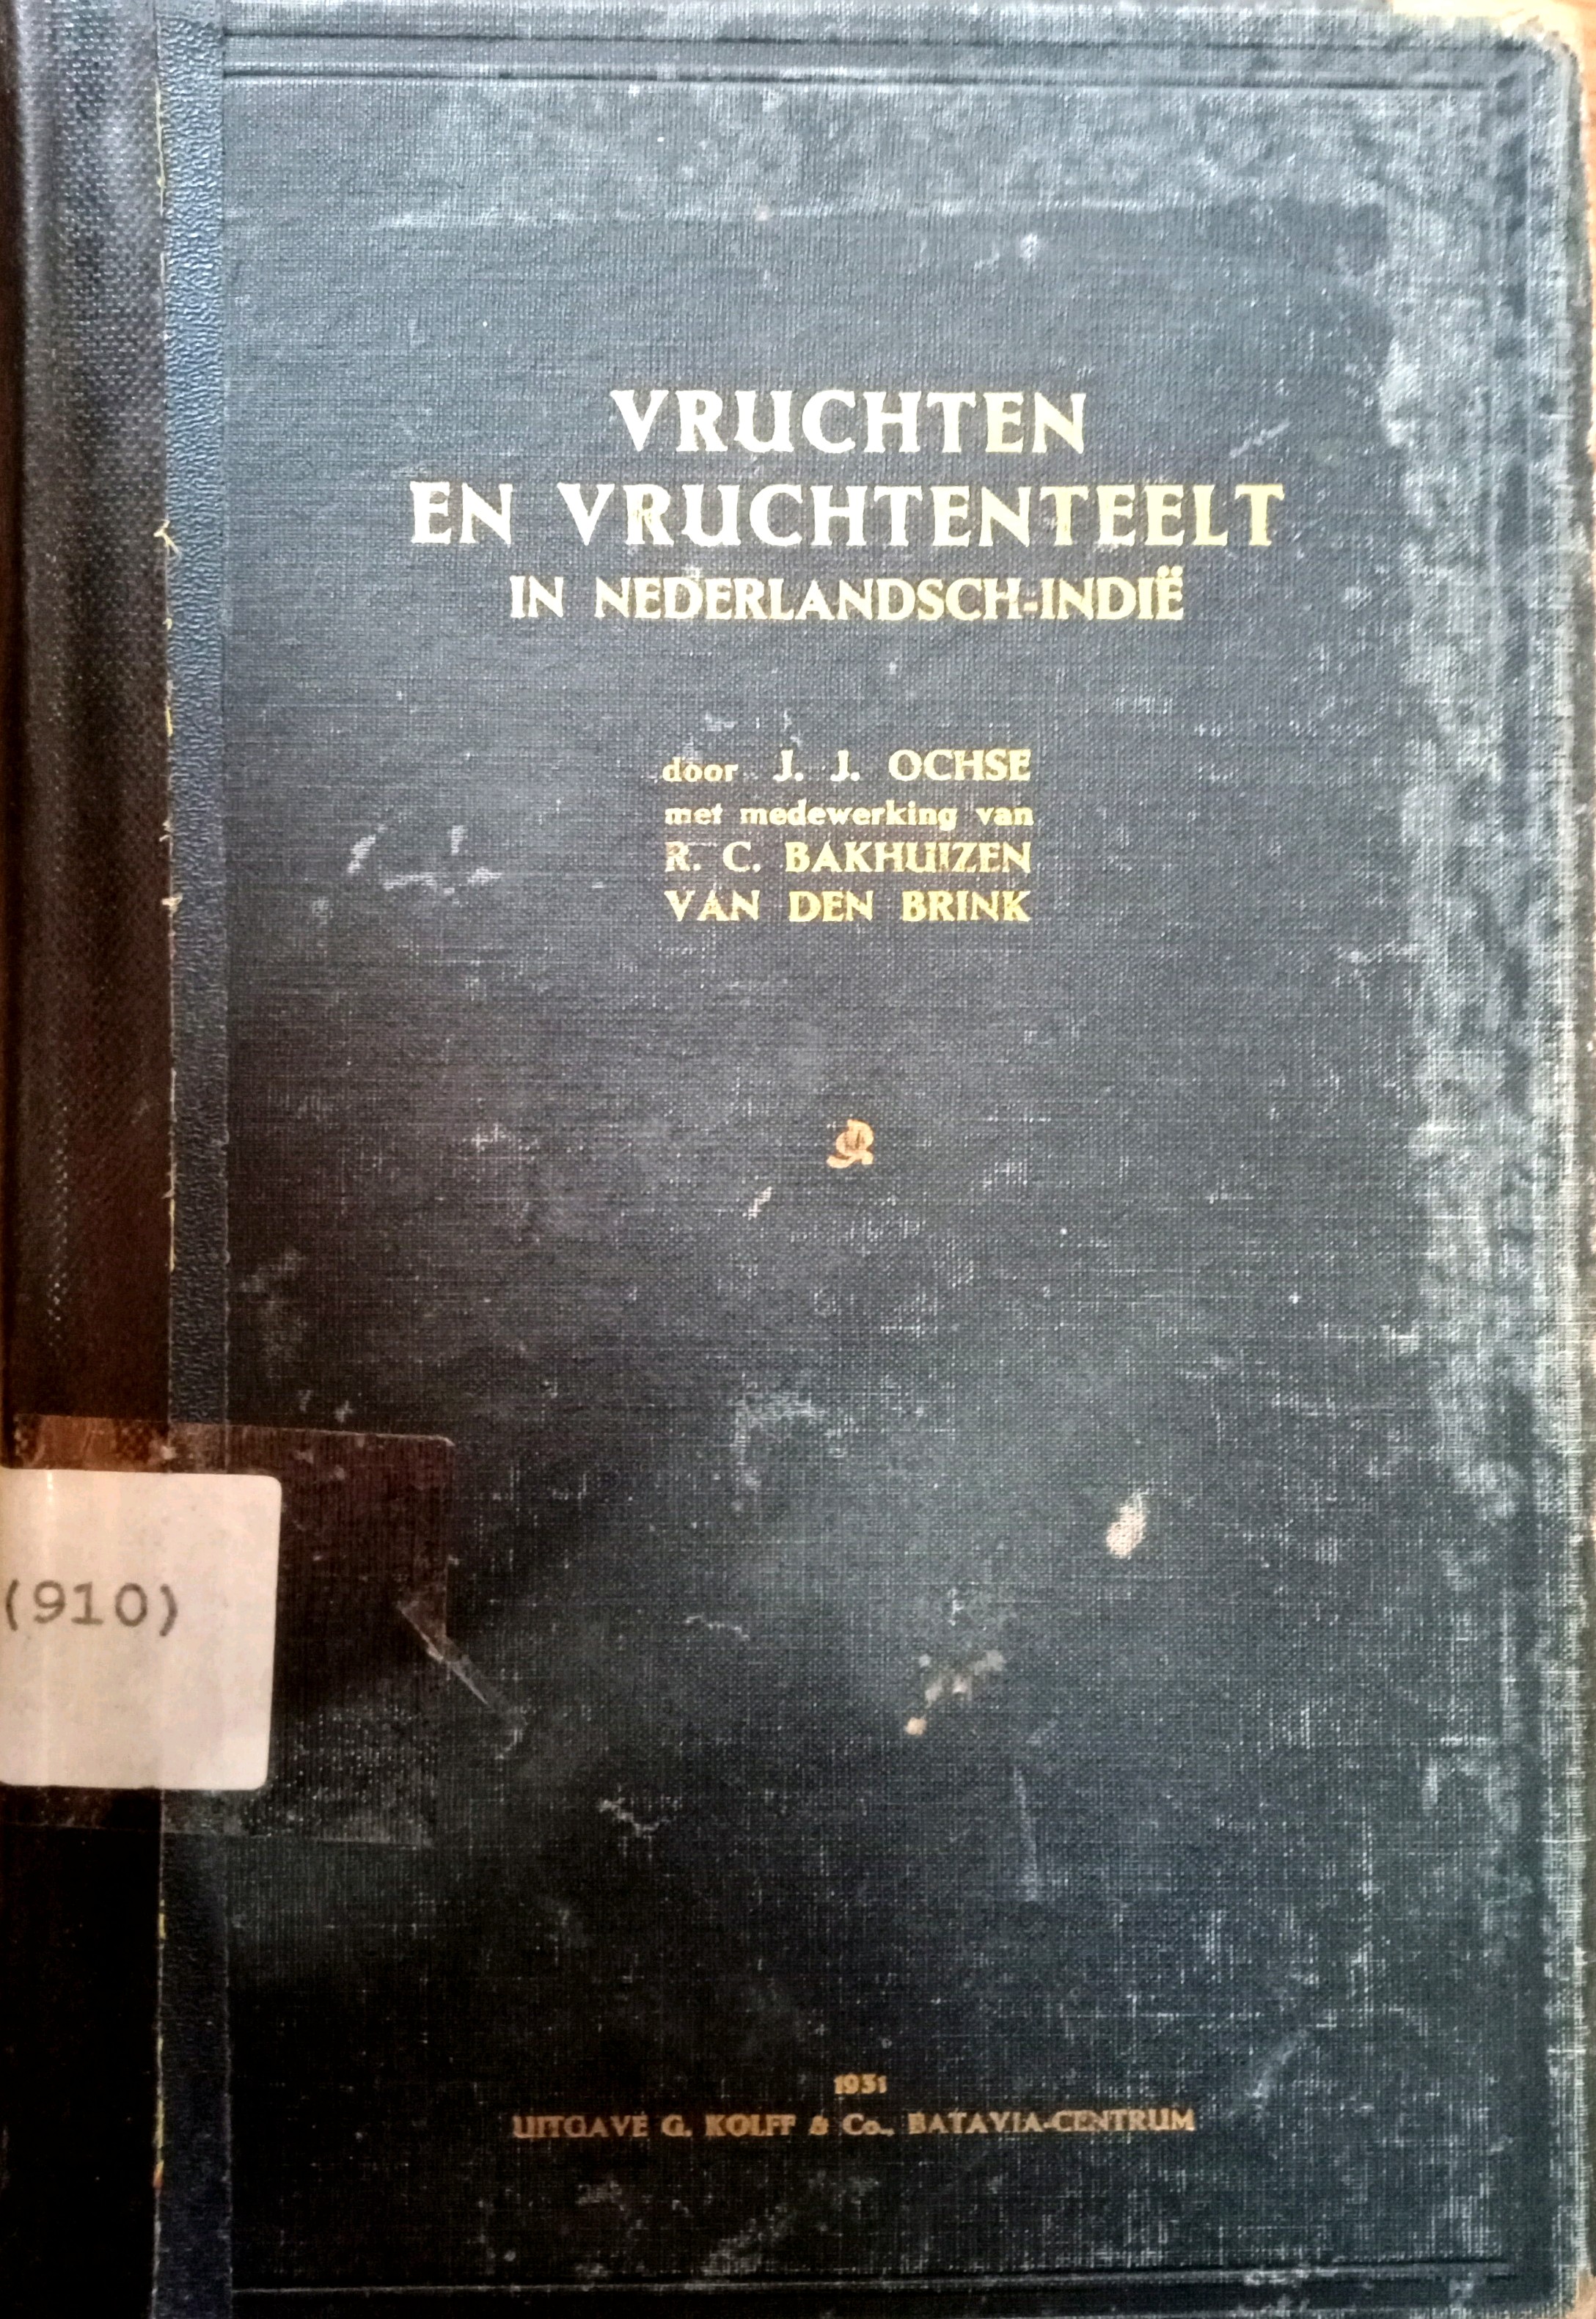 VRUCHTEN
EN VRUCHTENTEELT
IN NEDERLANDSCH-INDIË
door J. J. OCHSE
met medewerking van
R. C. BAKHUIZEN
VAN DEN BRINK
(910)
1931
UITGAVE G. KOLFF & Co., BATAVIA-CENTRUM